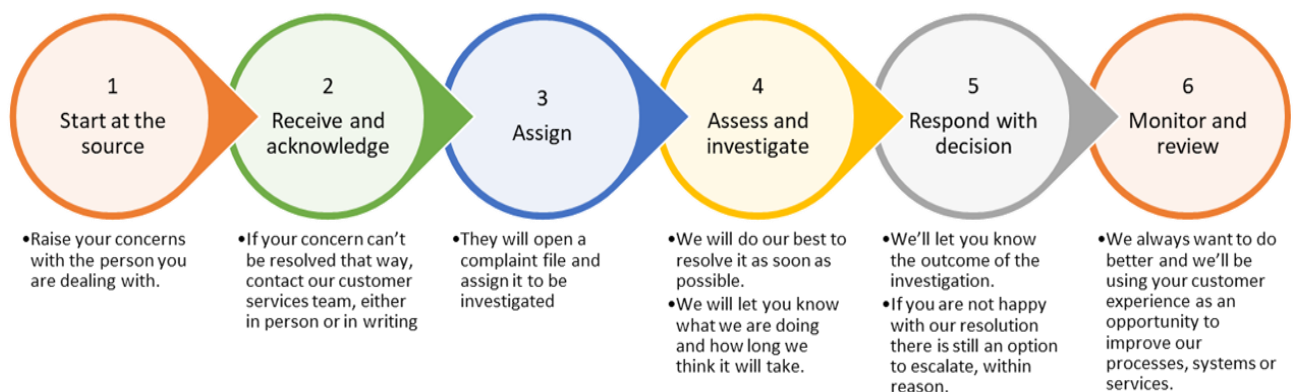 1
Start at the
source
•Raise your concerns
with the person you
are dealing with.
2
Receive and
acknowledge
•If your concern can't
be resolved that way,
contact our customer
services team, either
in person or in writing
3
Assign
•They will open a
complaint file and
assign it to be
investigated
4
Assess and
investigate
•We will do our best to
resolve it as soon as
possible.
•We will let you know
what we are doing
and how long we
think it will take.
5
Respond with
decision
•We'll let you know
the outcome of the
investigation.
•If you are not happy
with our resolution
there is still an option
to escalate, within
reason.
6
Monitor and
review
•We always want to do
better and we'll be
using your customer
experience as an
opportunity to
improve our
processes, systems or
services.